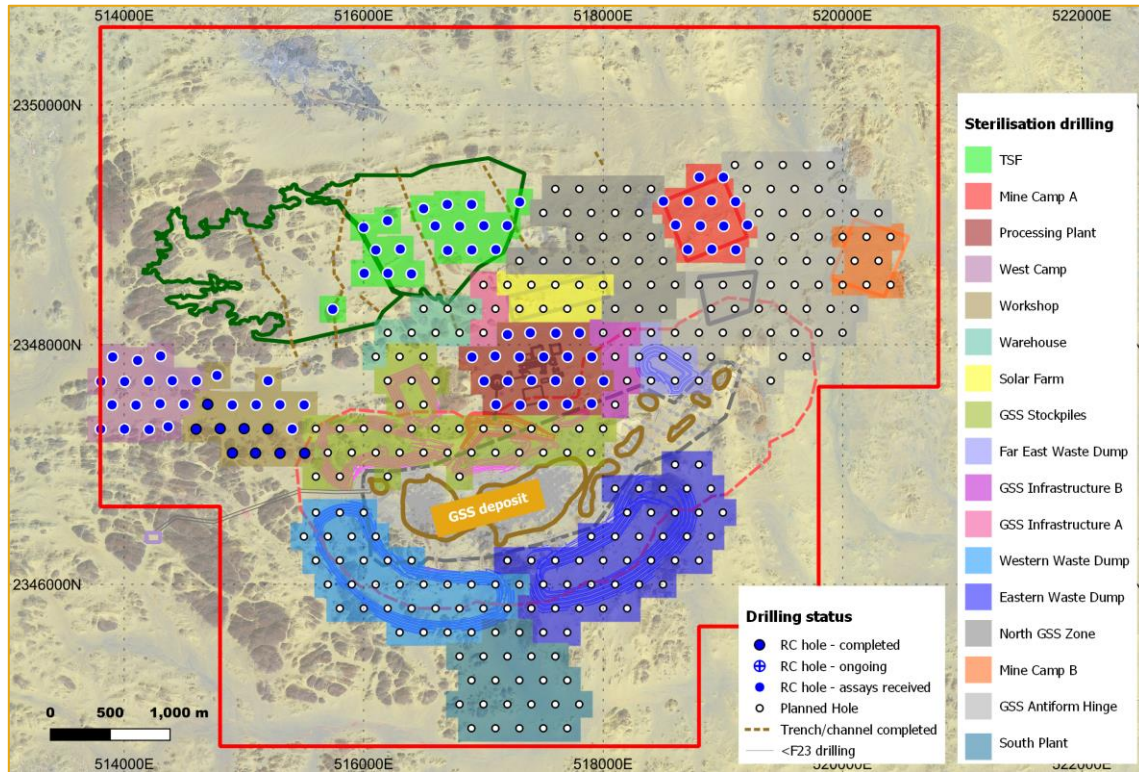 514000E 516000E 518000E 520000E 522000E
2350000N
2348000N
2346000N
GSS deposit
Sterilisation drilling
TSF
Mine Camp A
Processing Plant
West Camp
Workshop
Warehouse
Solar Farm
GSS Stockpiles
Far East Waste Dump
GSS Infrastructure B
GSS Infrastructure A
Western Waste Dump
Eastern Waste Dump
North GSS Zone
Mine Camp B
GSS Antiform Hinge
South Plant
Drilling status
RC hole - completed
RC hole - ongoing
RC hole - assays received
Planned Hole
Trench/channel completed
<F23 drilling
0 500 1,000 m
514000E 516000E 518000E 520000E 522000E